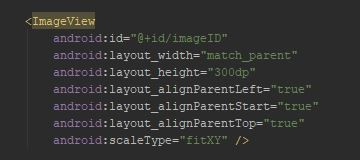 <ImageView
android:id="@+id/imageID"
android:layout_width="match_parent"
android:layout_height="300dp"
android:layout_alignParentLeft="true"
android:layout_alignParentStart="true"
android:layout_alignParentTop="true"
android:scaleType="fitXY" />